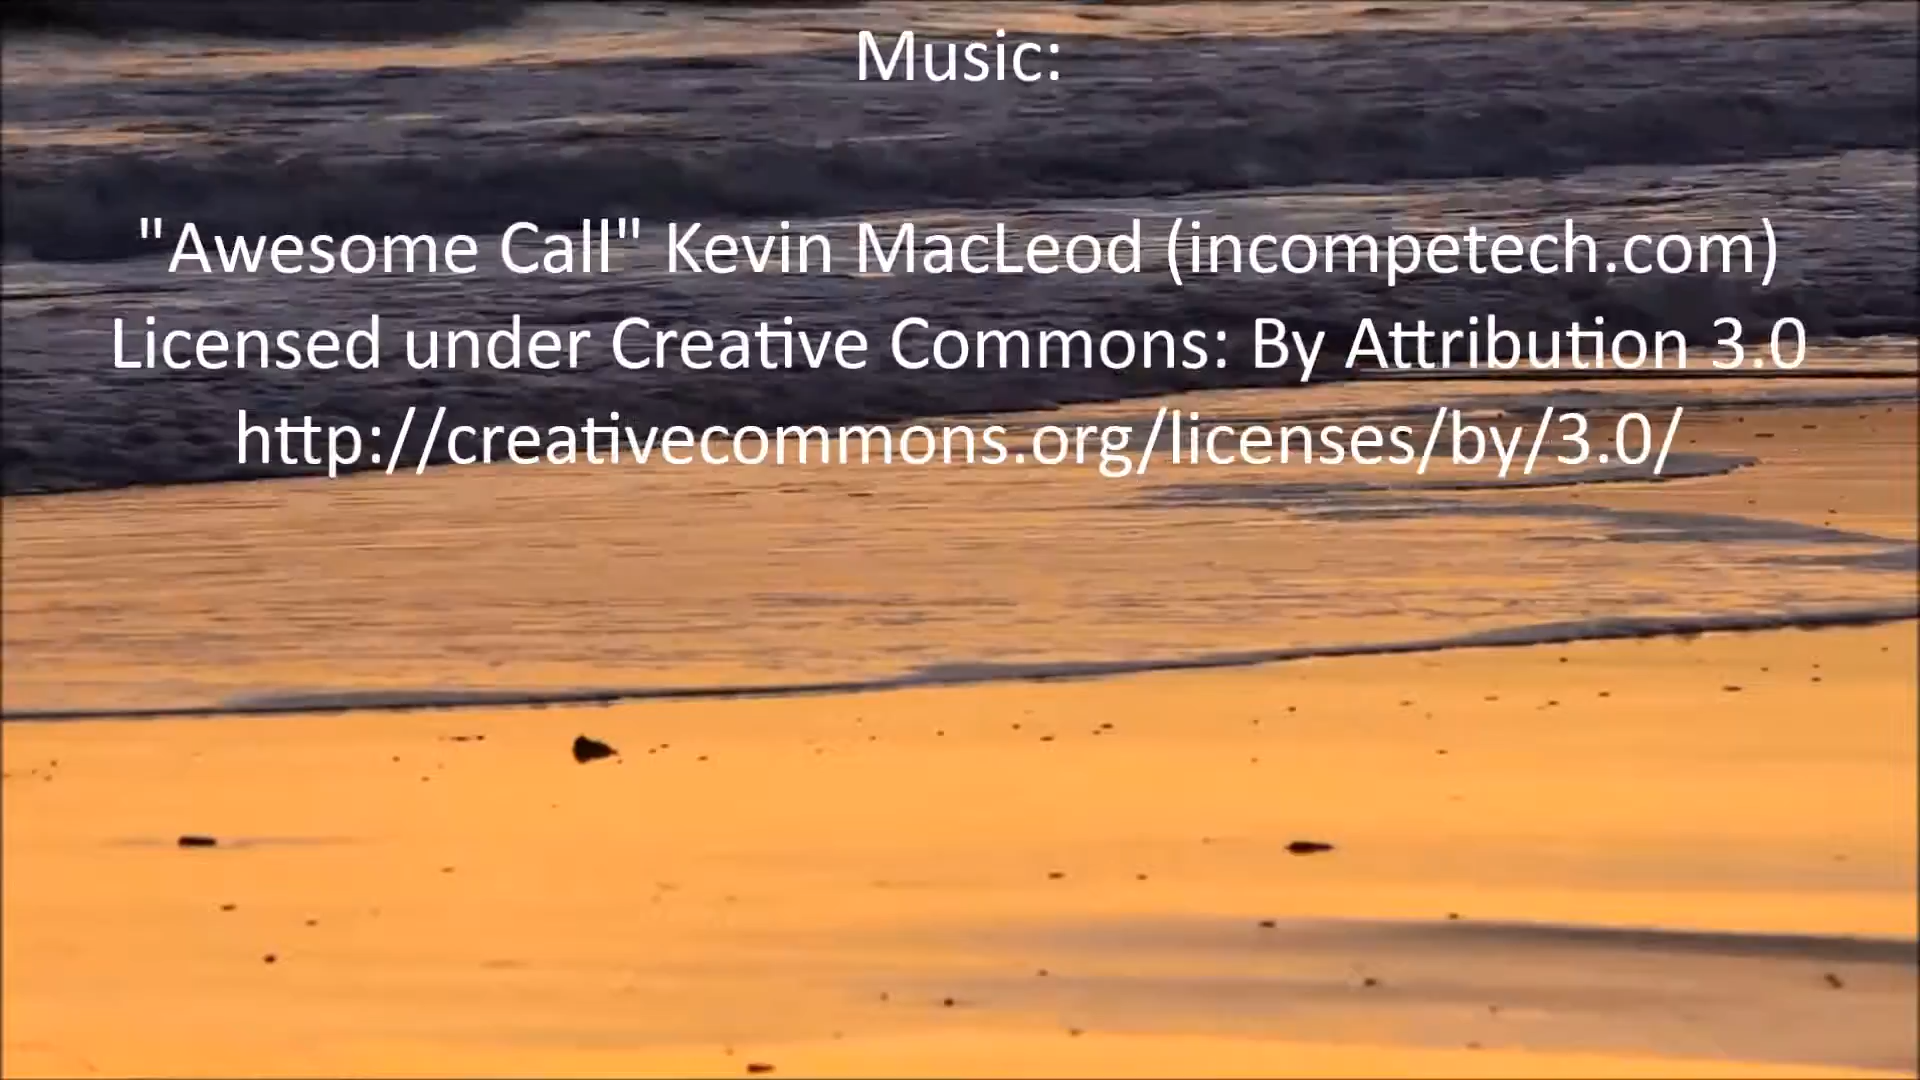 Music:
"Awesome Call" Kevin MacLeod (incompetech.com)
Licensed under Creative Commons: By Attribution 3.0
http://creativecommons.org/licenses/by/3.0/